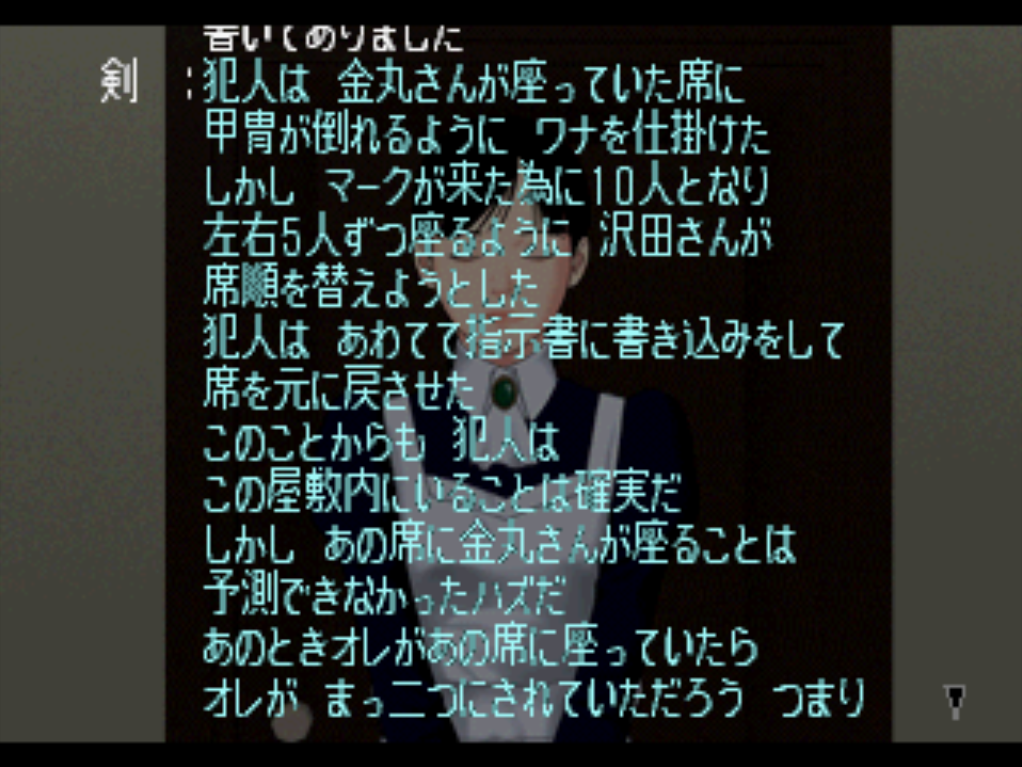 書いてありました
剣 :犯人は 金丸さんが座っていた席に
甲冑が倒れるように ワナを仕掛けた
しかし マークが来た為に10人となり
左右5人ずつ座るように 沢田さんが
席順を替えようとした
犯人は あわてて指示書に書き込みをして
席を元に戻させた
このことからも 犯人は
この屋敷内にいることは確実だ
しかし あの席に金丸さんが座ることは
予測できなかったハズだ
あのときオレがあの席に座っていたら
オレが まっ二つにされていただろう つまり